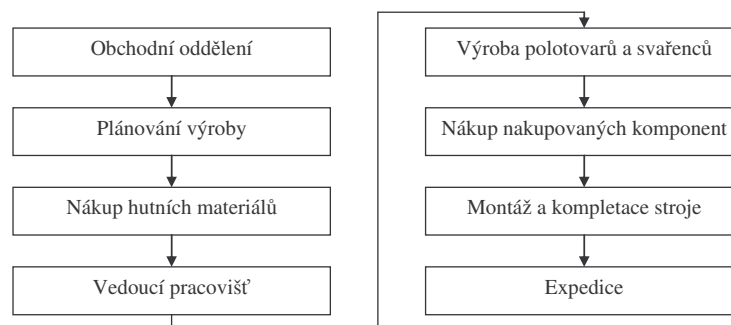 Obchodní oddělení
Plánování výroby
Nákup hutních materiálů
Vedoucí pracovišť
Výroba polotovarů a svařenců
Nákup nakupovaných komponent
Montáž a kompletace stroje
Expedice